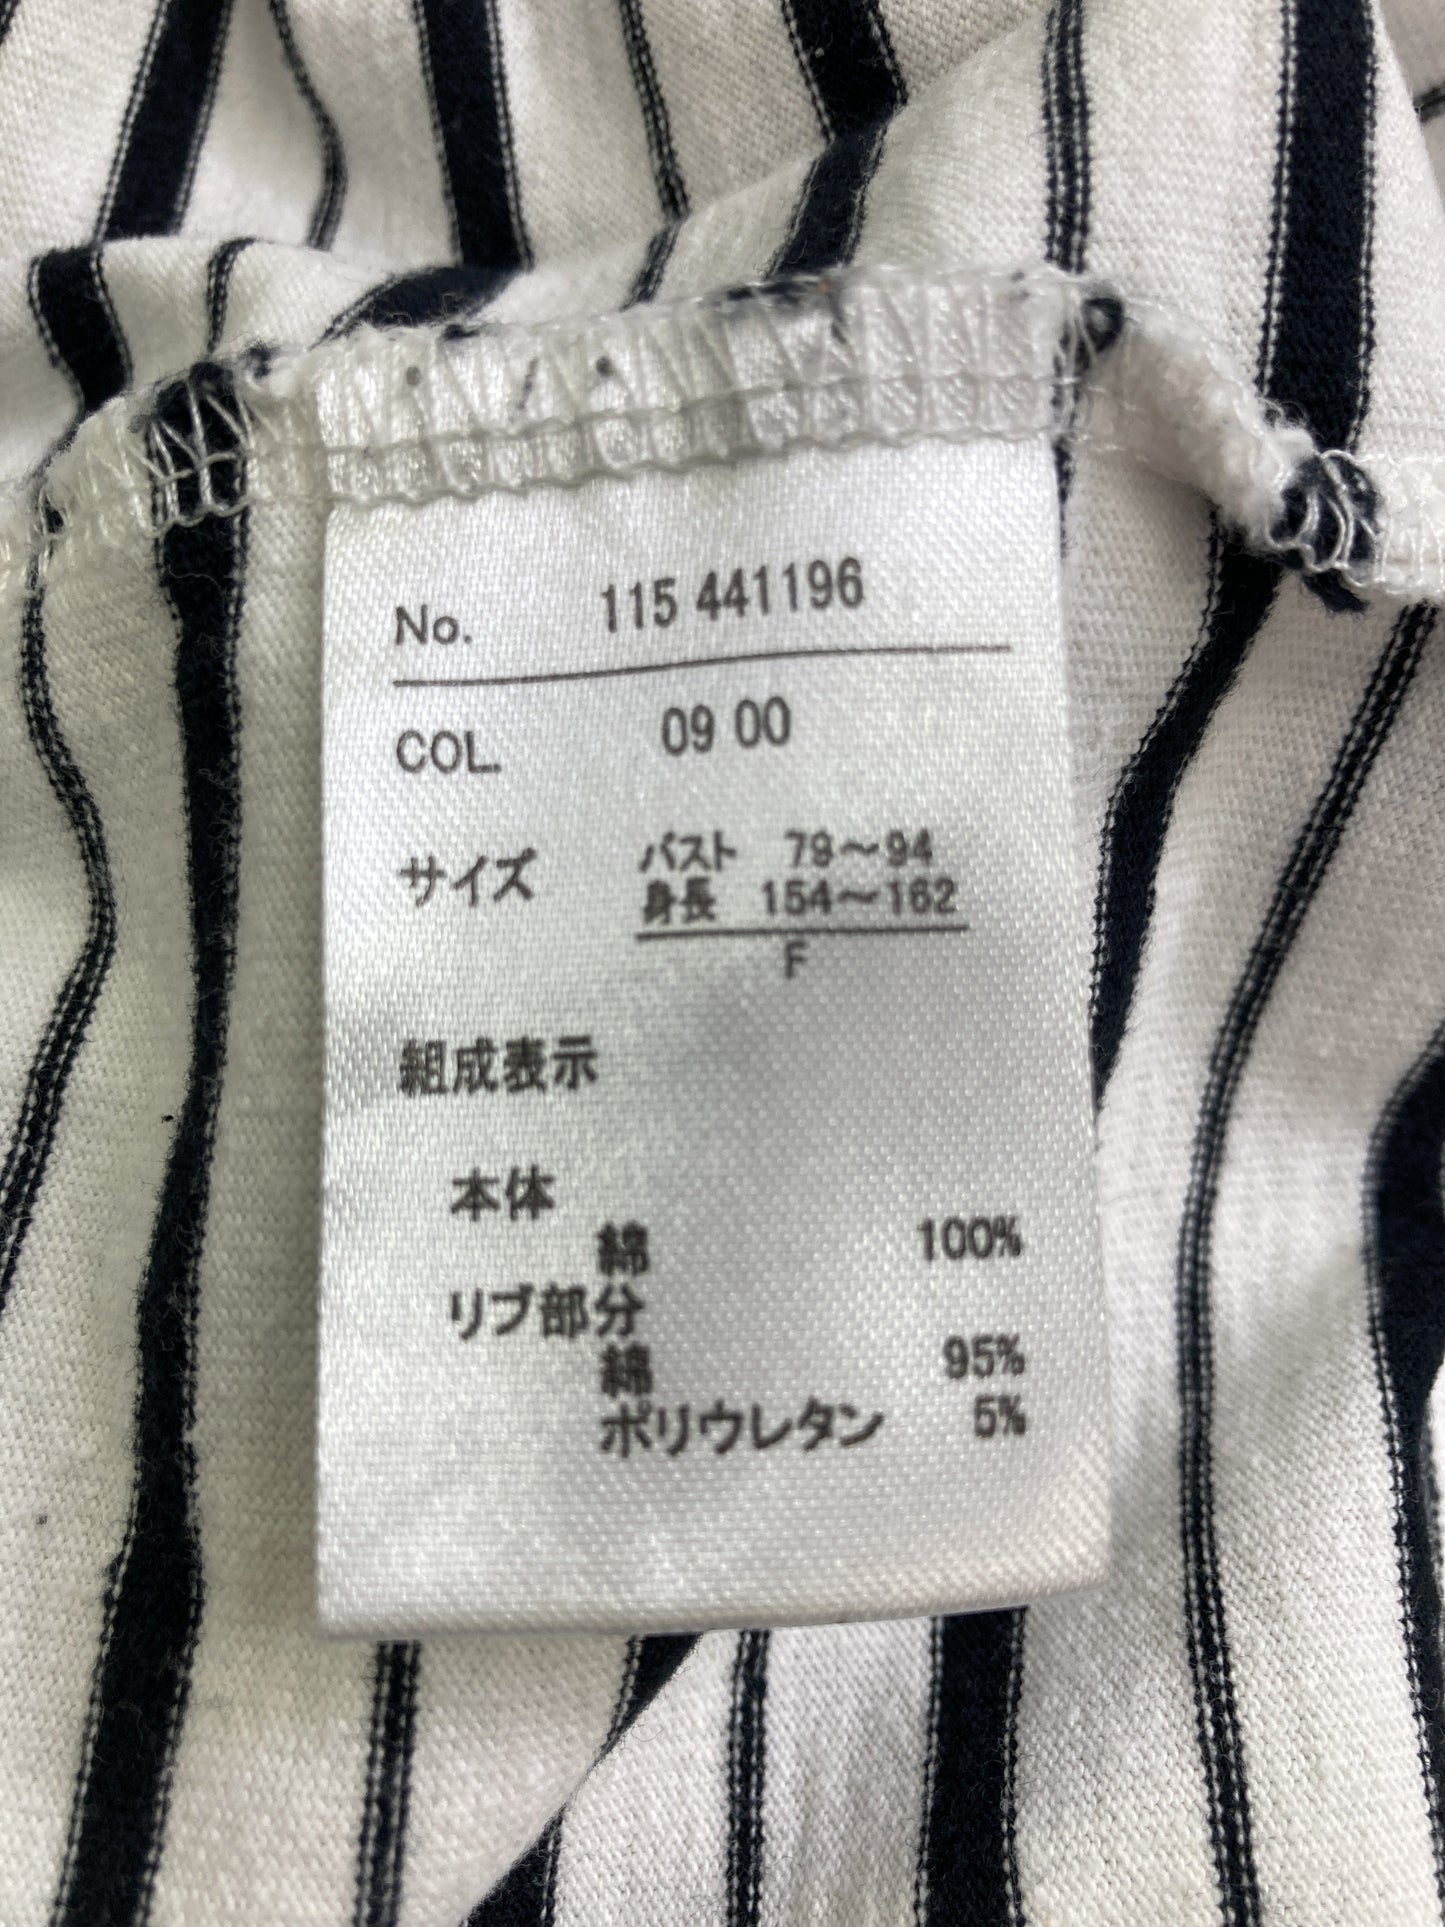 No. 115 441196
COL. 09 00
サイズ バスト 79～94
身長 154～162
F
組成表示
本体
綿 100%
リブ部分
綿 95%
ポリウレタン 5%